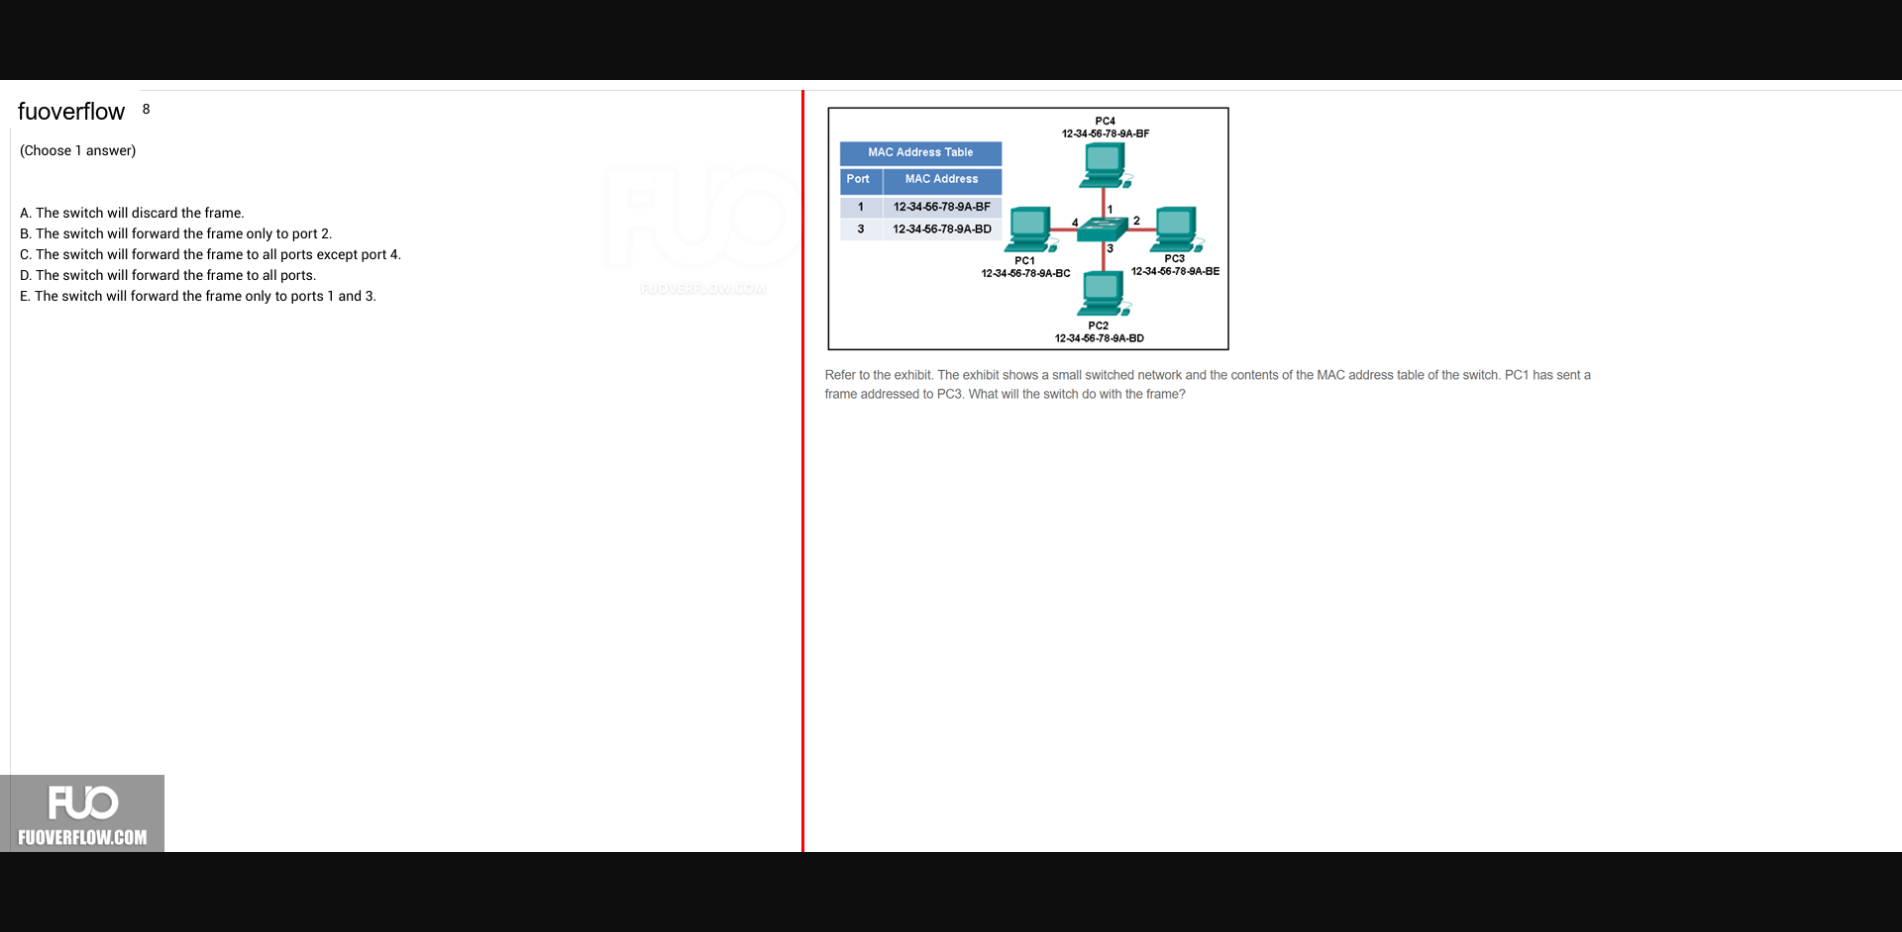 fuoverflow 8
(Choose 1 answer)
A. The switch will discard the frame.
B. The switch will forward the frame only to port 2.
C. The switch will forward the frame to all ports except port 4.
D. The switch will forward the frame to all ports.
E. The switch will forward the frame only to ports 1 and 3.
FUO
FUOVERFLOW.COM
FUO
FUOVERFLOW.COM
MAC Address Table
Port MAC Address
1 12-34-56-78-9A-BF
3 12-34-56-78-9A-BD
PC4
12-34-56-78-9A-BF
1
4
2
3
PC1
12-34-56-78-9A-BC
PC3
12-34-56-78-9A-BE
PC2
12-34-56-78-9A-BD
Refer to the exhibit. The exhibit shows a small switched network and the contents of the MAC address table of the switch. PC1 has sent a
frame addressed to PC3. What will the switch do with the frame?